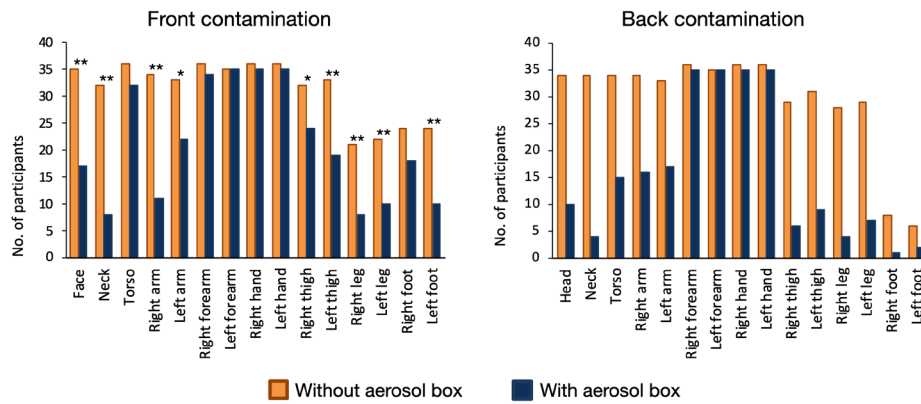 Front contamination
40
35
30
25
20
15
10
5
0
No. of participants
**
**
**
*
*
**
**
**
**
Face
Neck
Torso
Right arm
Left arm
Right forearm
Left forearm
Right hand
Left hand
Right thigh
Left thigh
Right leg
Left leg
Right foot
Left foot
Back contamination
40
35
30
25
20
15
10
5
0
No. of participants
Head
Neck
Torso
Right arm
Left arm
Right forearm
Left forearm
Right hand
Left hand
Right thigh
Left thigh
Right leg
Left leg
Right foot
Left foot
Without aerosol box
With aerosol box